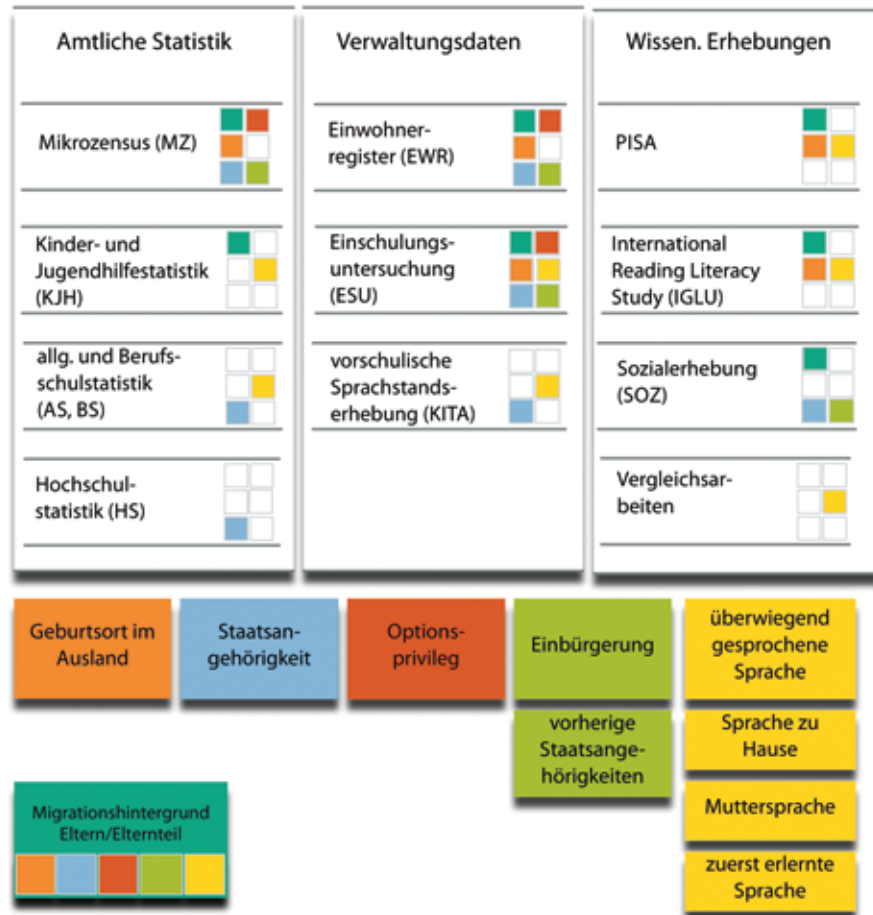 Amtliche Statistik
Mikrozensus (MZ)
Kinder- und
Jugendhilfestatistik
(KJH)
allg. und Berufs-
schulstatistik
(AS, BS)
Hochschul-
statistik (HS)
Verwaltungsdaten
Einwohner-
register (EWR)
Einschulungs-
untersuchung
(ESU)
vorschulische
Sprachstands-
erhebung (KITA)
Wissen. Erhebungen
PISA
International
Reading Literacy
Study (IGLU)
Sozialerhebung
(SOZ)
Vergleichsar-
beiten
Geburtsort im
Ausland
Staatsan-
gehörigkeit
Options-
privileg
Einbürgerung
vorherige
Staatsange-
hörigkeiten
überwiegend
gesprochene
Sprache
Sprache zu
Hause
Muttersprache
zuerst erlernte
Sprache
Migrationshintergrund
Eltern/Elternteil